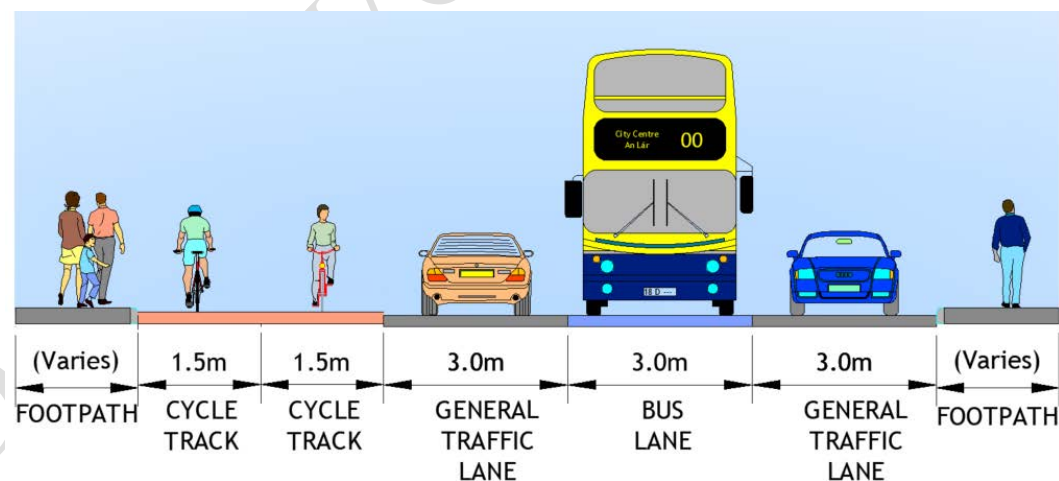 City Centre
An Lár
00
18 D
(Varies) 1.5m 1.5m 3.0m 3.0m 3.0m (Varies)
FOOTPATH CYCLE TRACK CYCLE TRACK GENERAL TRAFFIC LANE BUS LANE GENERAL TRAFFIC LANE FOOTPATH